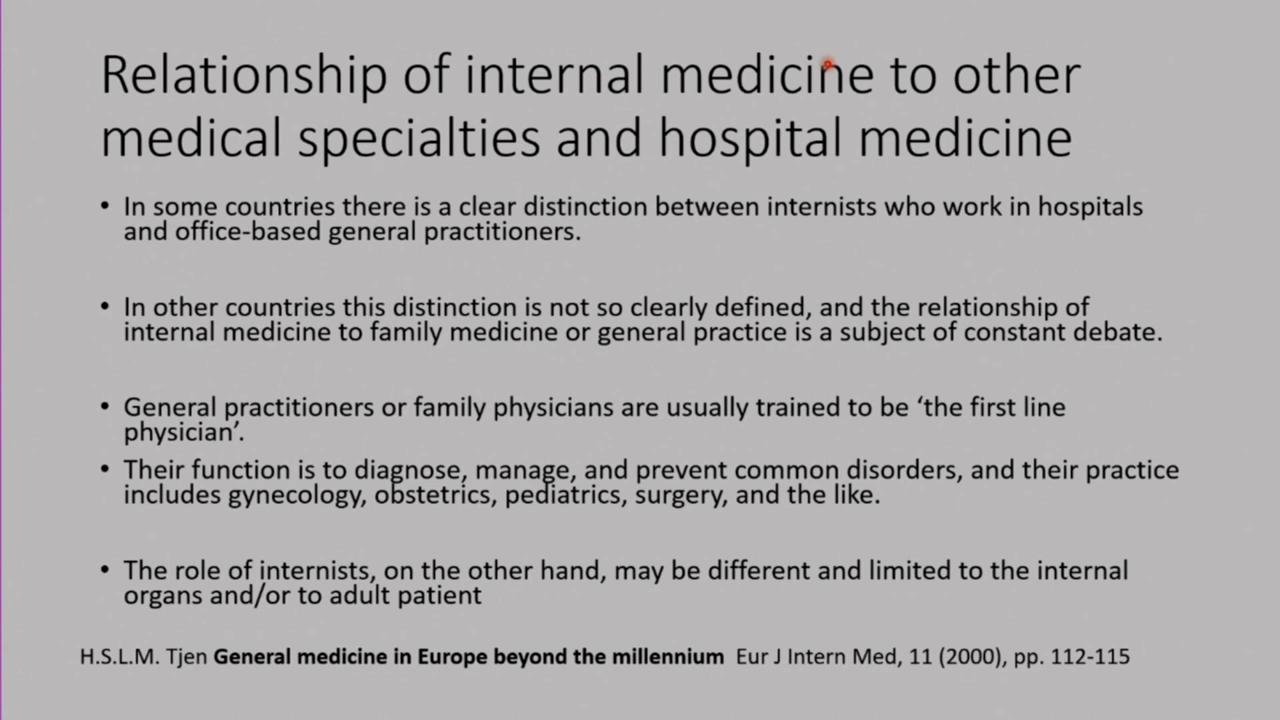 Relationship of internal medicine to other
medical specialties and hospital medicine
• In some countries there is a clear distinction between internists who work in hospitals
and office-based general practitioners.
• In other countries this distinction is not so clearly defined, and the relationship of
internal medicine to family medicine or general practice is a subject of constant debate.
• General practitioners or family physicians are usually trained to be ‘the first line
physician’.
• Their function is to diagnose, manage, and prevent common disorders, and their practice
includes gynecology, obstetrics, pediatrics, surgery, and the like.
• The role of internists, on the other hand, may be different and limited to the internal
organs and/or to adult patient
H.S.L.M. Tjen General medicine in Europe beyond the millennium Eur J Intern Med, 11 (2000), pp. 112-115